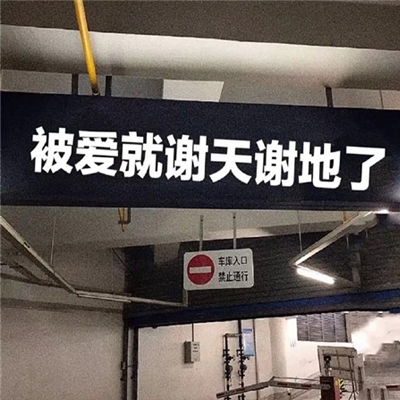 被爱就谢天谢地了
车库入口
禁止通行